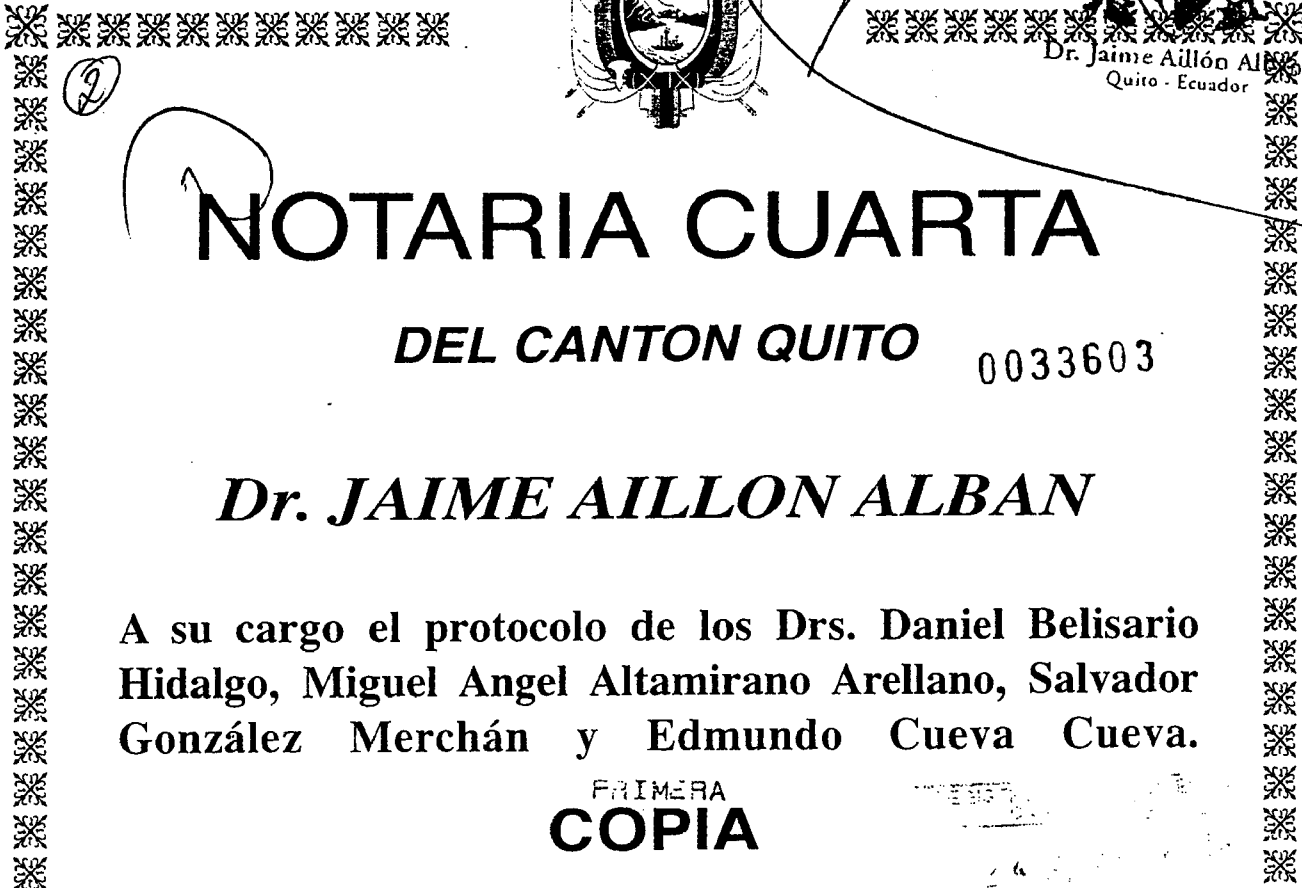 Dr. Jaime Aillón
Quito - Ecuador
2
NOTARIA CUARTA
DEL CANTON QUITO
0033603
Dr. JAIME AILLON ALBAN
A su cargo el protocolo de los Drs. Daniel Belisario
Hidalgo, Miguel Angel Altamirano Arellano, Salvador
González Merchán y Edmundo Cueva Cueva.
PRIMERA
COPIA